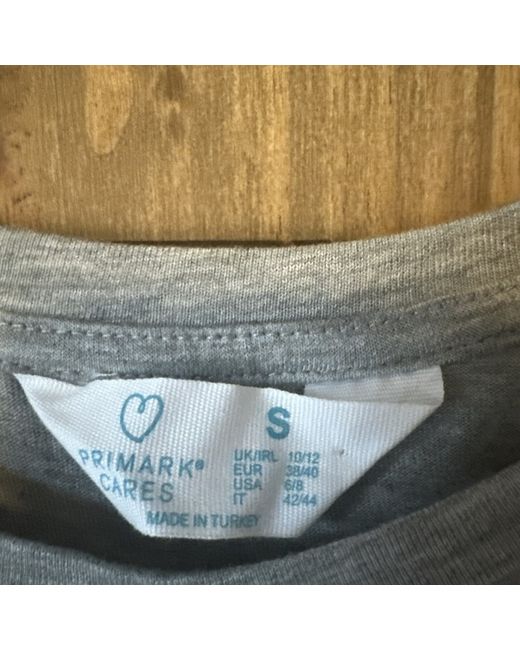 S
PRIMARK®
CARES
UK/IRL 10/12
EUR 38/40
USA 6/8
IT 42/44
MADE IN TURKEY